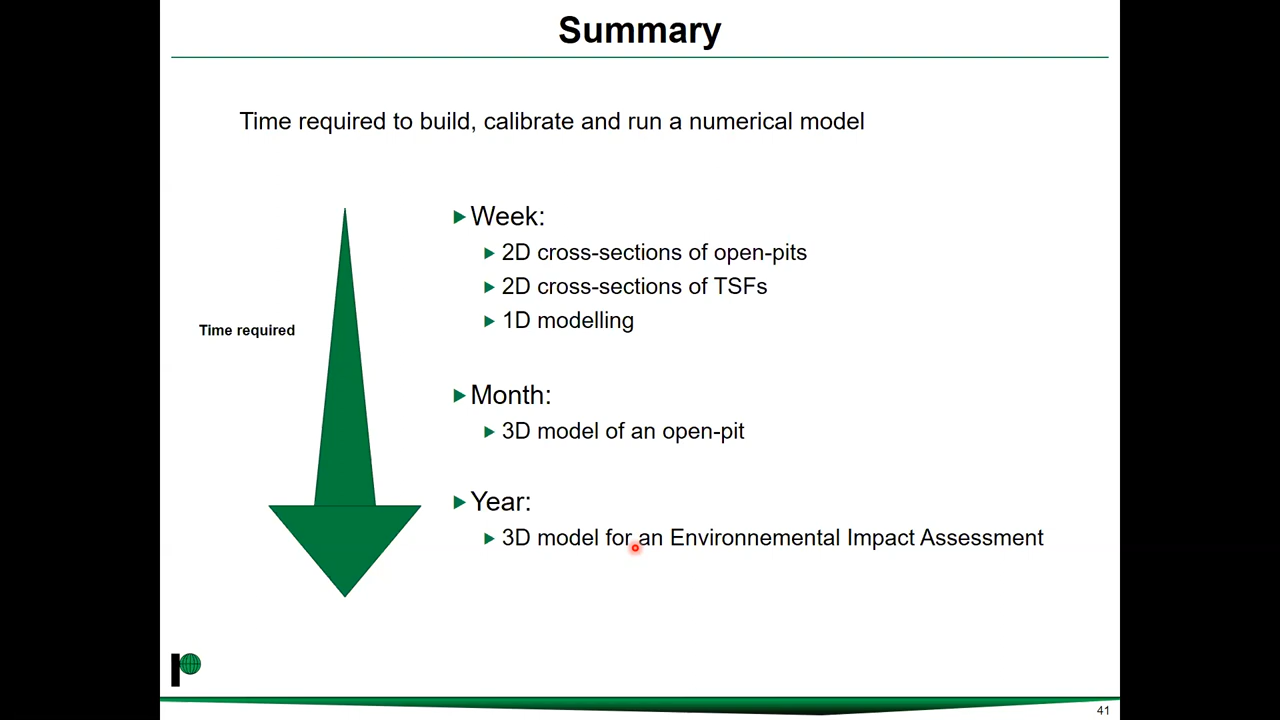 Summary
Time required to build, calibrate and run a numerical model
Week:
2D cross-sections of open-pits
2D cross-sections of TSFs
1D modelling
Time required
Month:
3D model of an open-pit
Year:
3D model for an Environnemental Impact Assessment
41